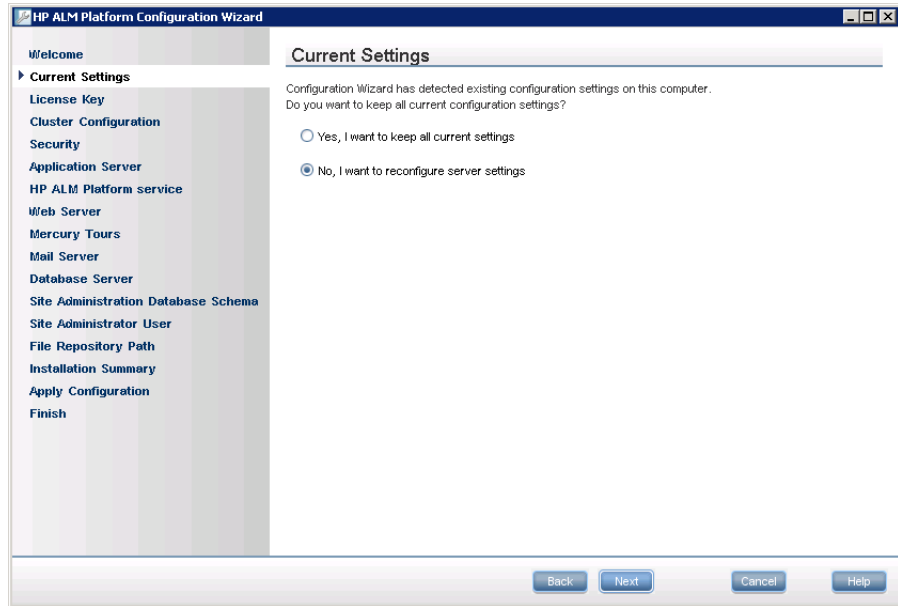 HP ALM Platform Configuration Wizard
Welcome
Current Settings
License Key
Cluster Configuration
Security
Application Server
HP ALM Platform service
Web Server
Mercury Tours
Mail Server
Database Server
Site Administration Database Schema
Site Administrator User
File Repository Path
Installation Summary
Apply Configuration
Finish
Current Settings
Configuration Wizard has detected existing configuration settings on this computer.
Do you want to keep all current configuration settings?
Yes, I want to keep all current settings
No, I want to reconfigure server settings
Back
Next
Cancel
Help